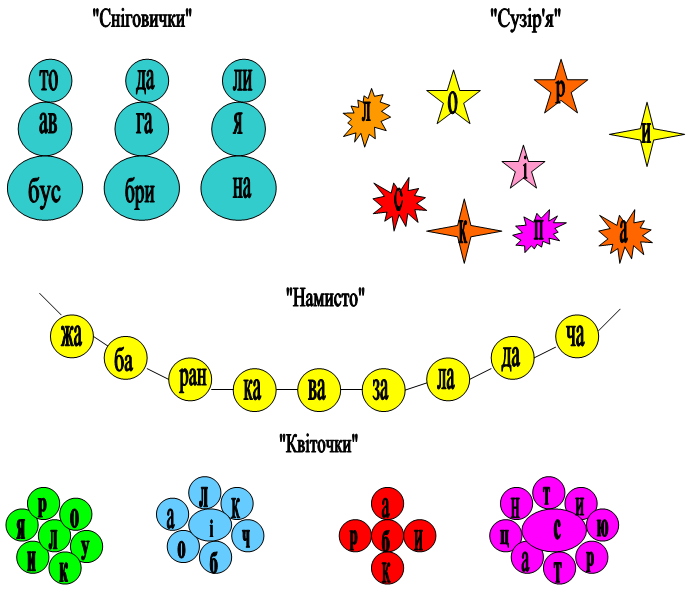 "Сніговички" "Сузір'я"
то да ли
ав га я
бус бри на
л о р и
і
с к п а
"Намисто"
жа ба ран ка ва за ла да ча
"Квіточки"
р о у к и я л
л к ч б о а і
а и к р б
т и ю р т а ц н с